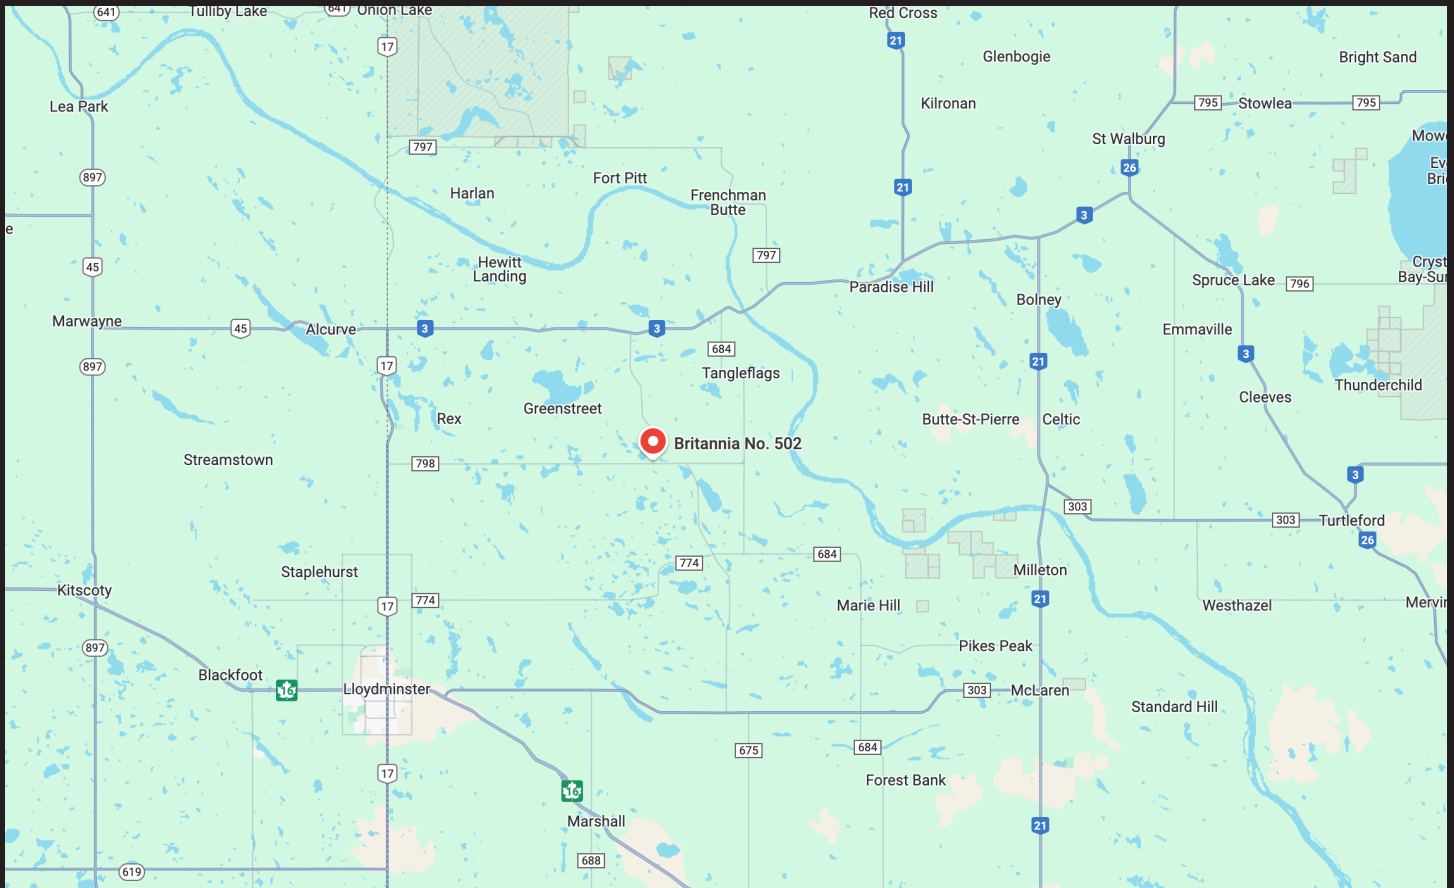 641
Tulliby Lake
641
Onion Lake
Red Cross
17
21
Glenbogie
Bright Sand
Lea Park
Kilronan
795
Stowlea
795
St Walburg
797
26
897
Harlan
Fort Pitt
Frenchman
Butte
21
3
e
797
45
Hewitt
Landing
Paradise Hill
Bolney
Spruce Lake
796
Marwayne
45
Alcurve
3
3
Emmaville
684
Tangleflags
21
3
897
17
Thunderchild
Cleeves
Greenstreet
Rex
Butte-St-Pierre
Celtic
Britannia No. 502
Streamstown
798
3
303
303
Turtleford
26
684
774
Staplehurst
Milleton
Kitscoty
774
17
21
Marie Hill
Westhazel
897
Pikes Peak
Blackfoot
16
Lloydminster
303
McLaren
Standard Hill
675
684
17
Forest Bank
16
Marshall
21
688
619